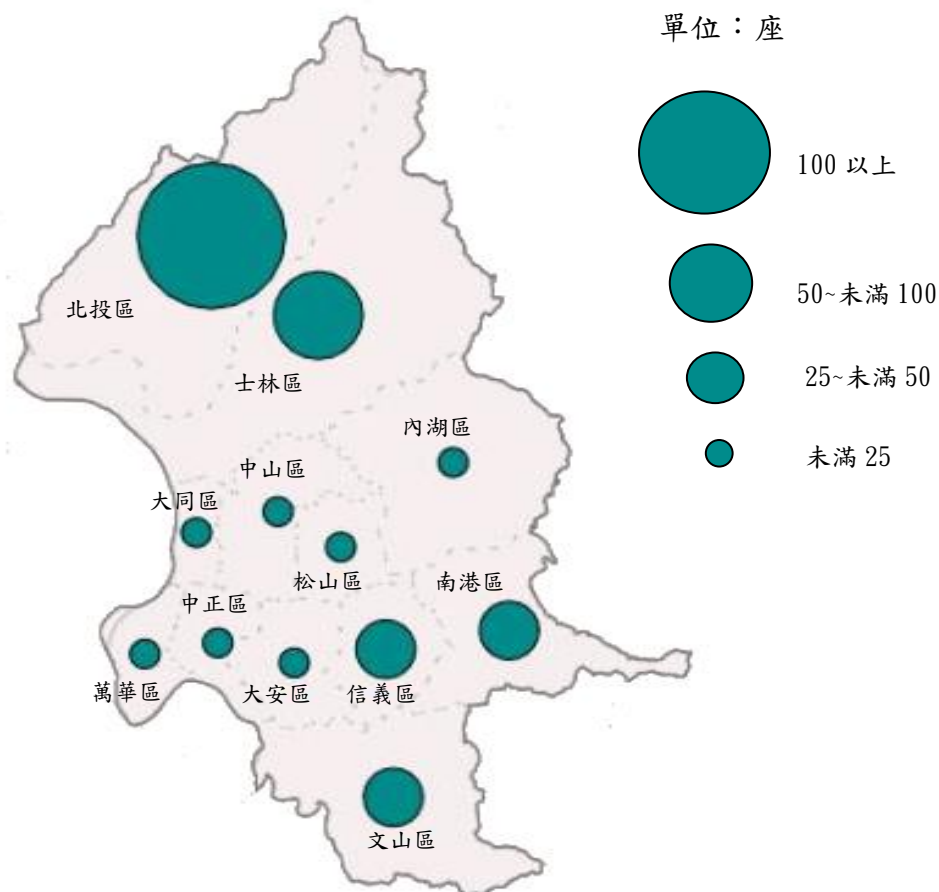 單位：座
100 以上
50~未滿 100
25~未滿 50
未滿 25
北投區
士林區
內湖區
中山區
大同區
松山區
南港區
中正區
萬華區
大安區
信義區
文山區